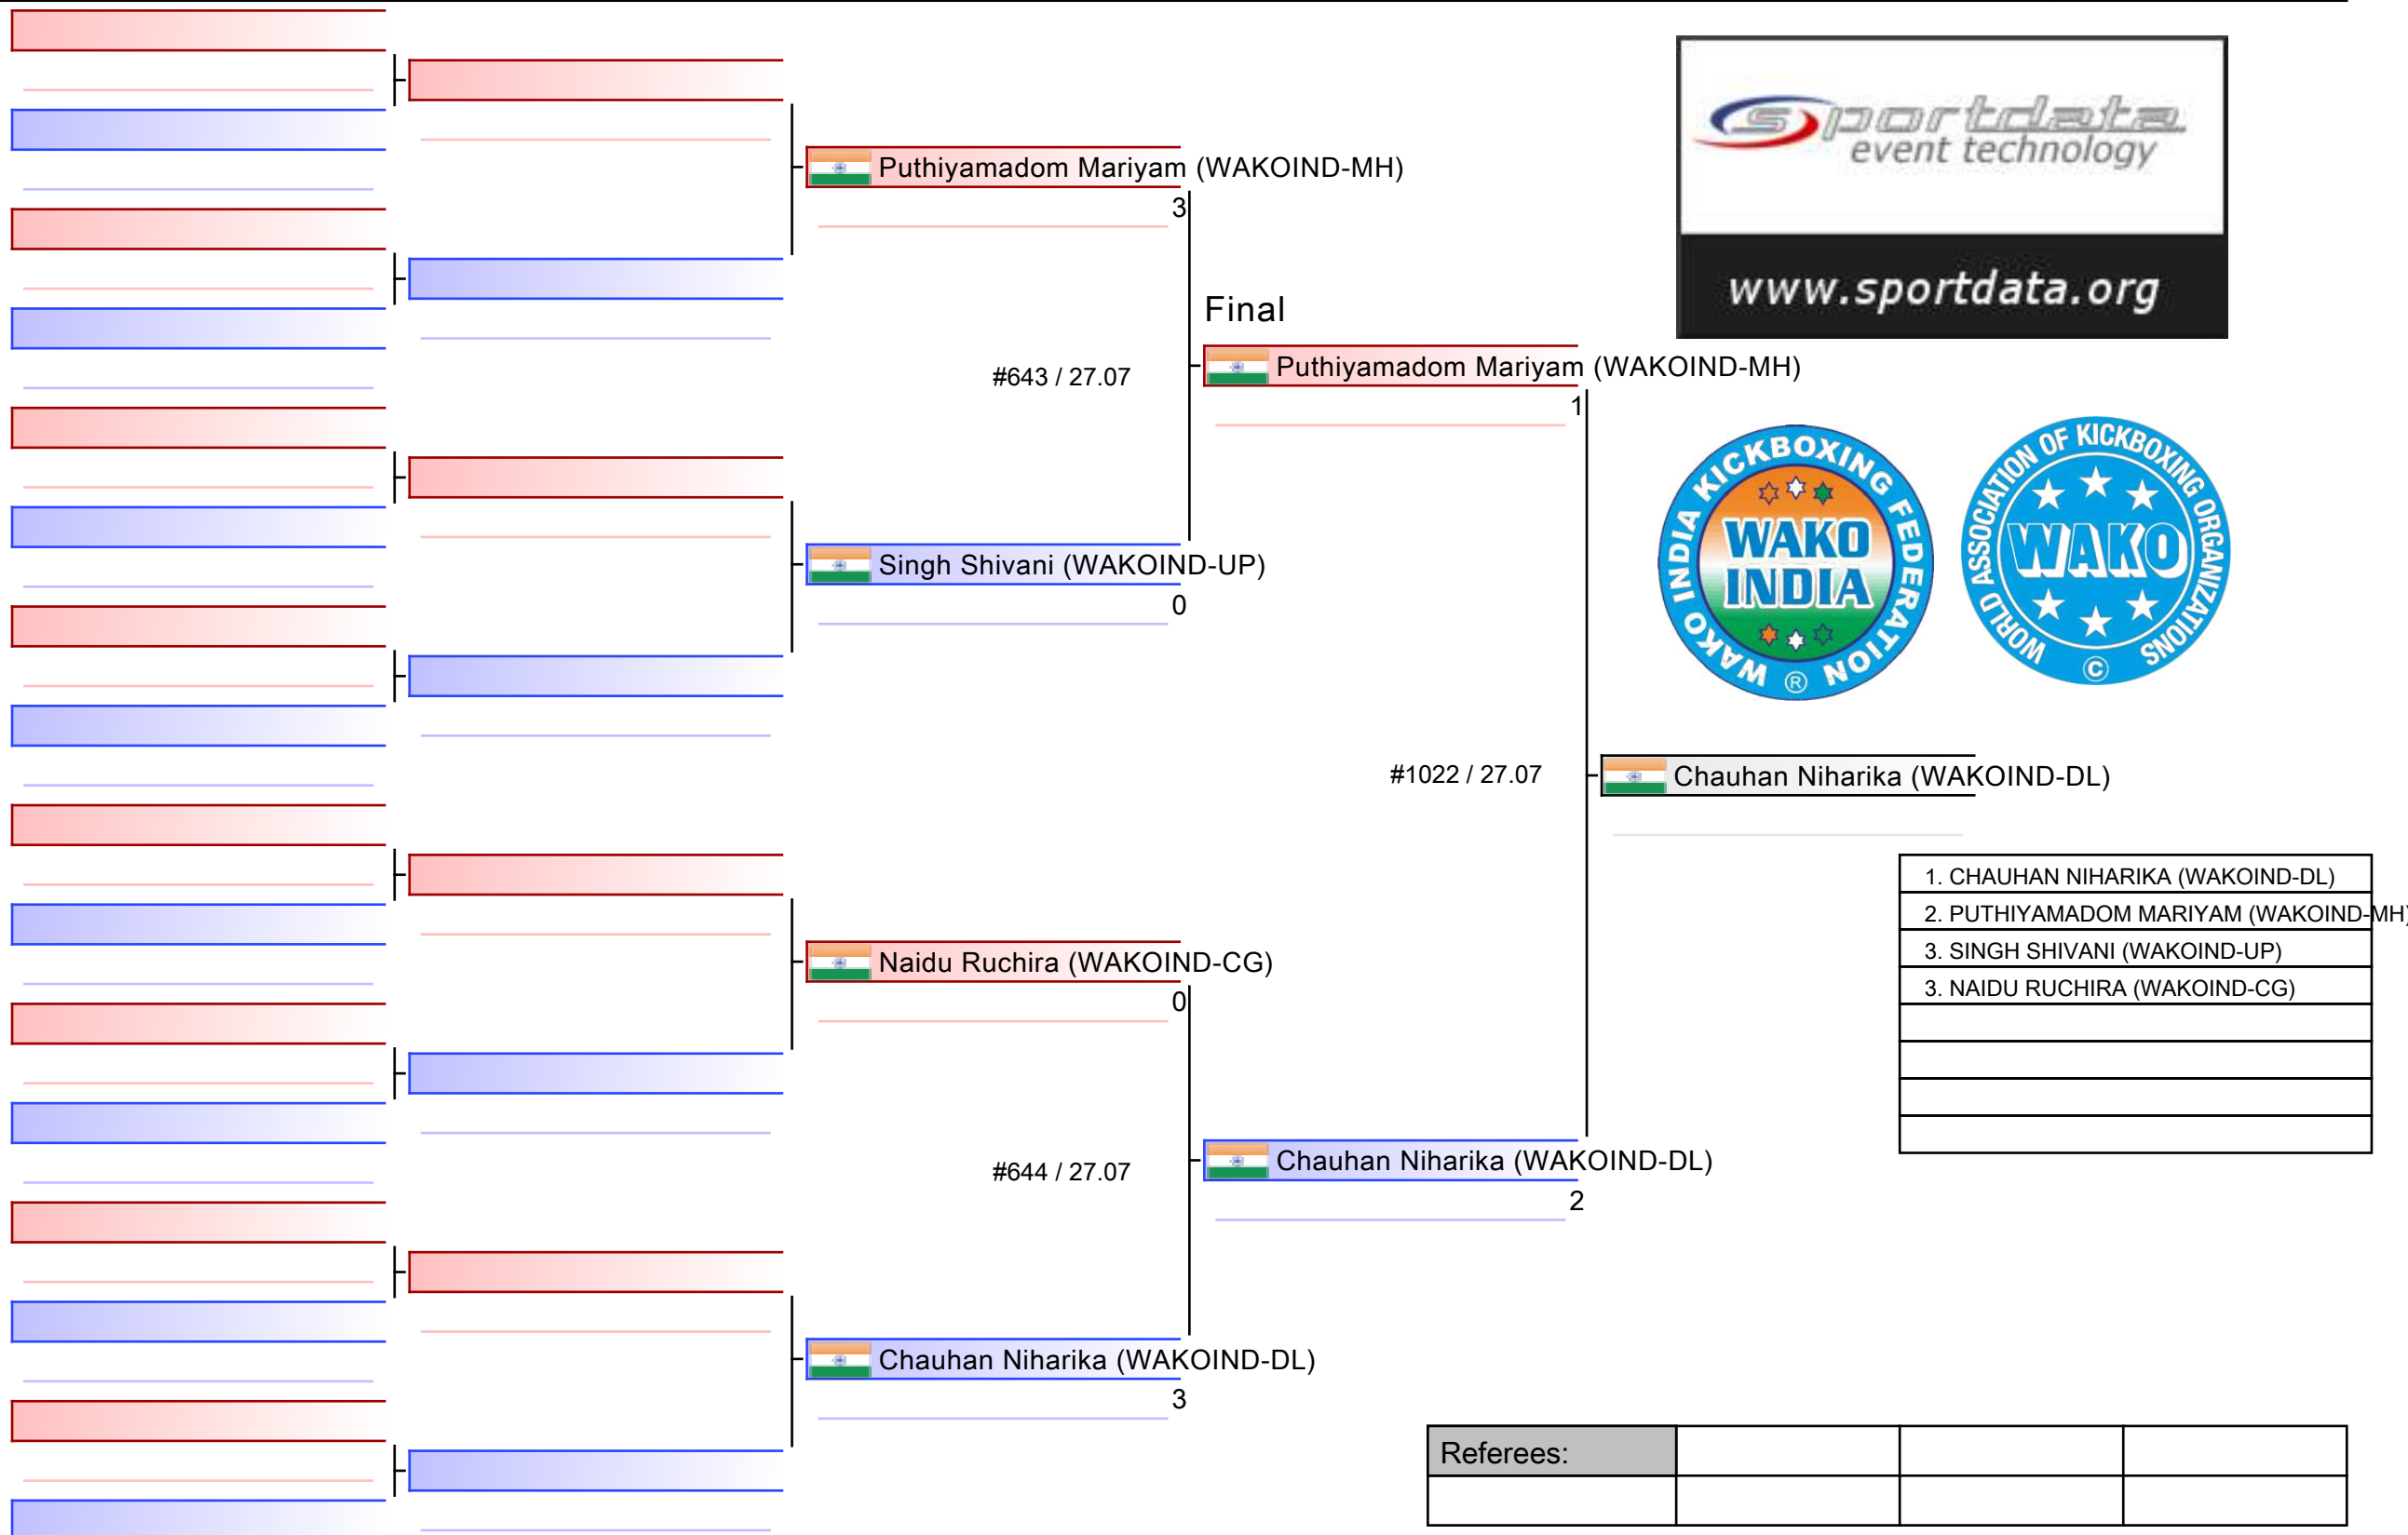 sportdata
event technology
www.sportdata.org
Puthiyamadom Mariyam (WAKOIND-MH)
3
Final
#643 / 27.07
Puthiyamadom Mariyam (WAKOIND-MH)
1
WAKO INDIA KICKBOXING FEDERATION ®
WAKO
INDIA
WORLD ASSOCIATION OF KICKBOXING ORGANIZATIONS
WAKO
©
Singh Shivani (WAKOIND-UP)
0
#1022 / 27.07
Chauhan Niharika (WAKOIND-DL)
1. CHAUHAN NIHARIKA (WAKOIND-DL)
2. PUTHIYAMADOM MARIYAM (WAKOIND-MH)
3. SINGH SHIVANI (WAKOIND-UP)
3. NAIDU RUCHIRA (WAKOIND-CG)
Naidu Ruchira (WAKOIND-CG)
0
#644 / 27.07
Chauhan Niharika (WAKOIND-DL)
2
Chauhan Niharika (WAKOIND-DL)
3
Referees: